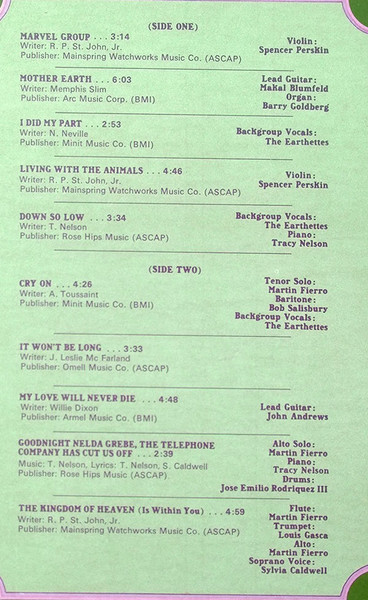 (SIDE ONE)
MARVEL GROUP . . . 3:14
Writer: R. P. St. John, Jr.
Publisher: Mainspring Watchworks Music Co. (ASCAP)
Violin:
Spencer Perskin
MOTHER EARTH . . . 6:03
Writer: Memphis Slim
Publisher: Arc Music Corp. (BMI)
Lead Guitar:
Makal Blumfeld
Organ:
Barry Goldberg
I DID MY PART . . . 2:53
Writer: N. Neville
Publisher: Minit Music Co. (BMI)
Backgroup Vocals:
The Earthettes
LIVING WITH THE ANIMALS . . . 4:46
Writer: R. P. St. John, Jr.
Publisher: Mainspring Watchworks Music Co. (ASCAP)
Violin:
Spencer Perskin
DOWN SO LOW . . . 3:34
Writer: T. Nelson
Publisher: Rose Hips Music (ASCAP)
Backgroup Vocals:
The Earthettes
Piano:
Tracy Nelson
(SIDE TWO)
CRY ON . . . 4:26
Writer: A. Toussaint
Publisher: Minit Music Co. (BMI)
Tenor Solo:
Martin Fierro
Baritone:
Bob Salisbury
Backgroup Vocals:
The Earthettes
IT WON'T BE LONG . . . 3:33
Writer: J. Leslie Mc Farland
Publisher: Omell Music Co. (ASCAP)
MY LOVE WILL NEVER DIE . . . 4:48
Writer: Willie Dixon
Publisher: Armel Music Co. (BMI)
Lead Guitar:
John Andrews
GOODNIGHT NELDA GREBE, THE TELEPHONE
COMPANY HAS CUT US OFF . . . 2:39
Music: T. Nelson, Lyrics: T. Nelson, S. Caldwell
Publisher: Rose Hips Music (ASCAP)
Alto Solo:
Martin Fierro
Piano:
Tracy Nelson
Drums:
Jose Emilio Rodriquez III
THE KINGDOM OF HEAVEN (Is Within You) . . . 4:59
Writer: R. P. St. John, Jr.
Publisher: Mainspring Watchworks Music Co. (ASCAP)
Flute:
Martin Fierro
Trumpet:
Louis Gasca
Alto:
Martin Fierro
Soprano Voice:
Sylvia Caldwell